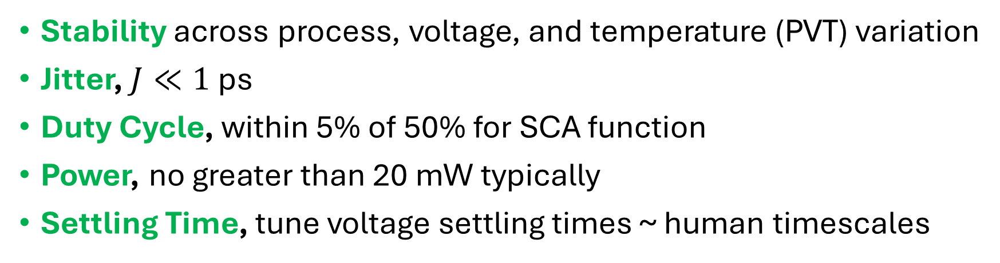 • Stability across process, voltage, and temperature (PVT) variation
• Jitter, J ≪ 1 ps
• Duty Cycle, within 5% of 50% for SCA function
• Power, no greater than 20 mW typically
• Settling Time, tune voltage settling times ~ human timescales